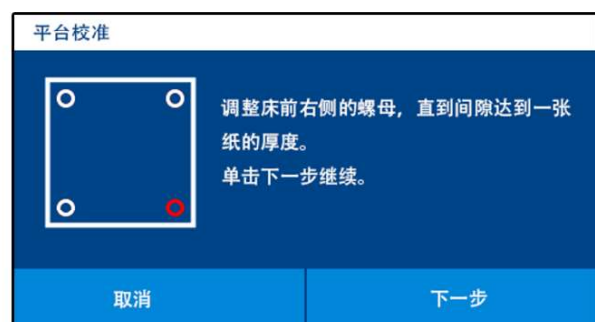 平台校准
调整床前右侧的螺母，直到间隙达到一张
纸的厚度。
单击下一步继续。
取消
下一步